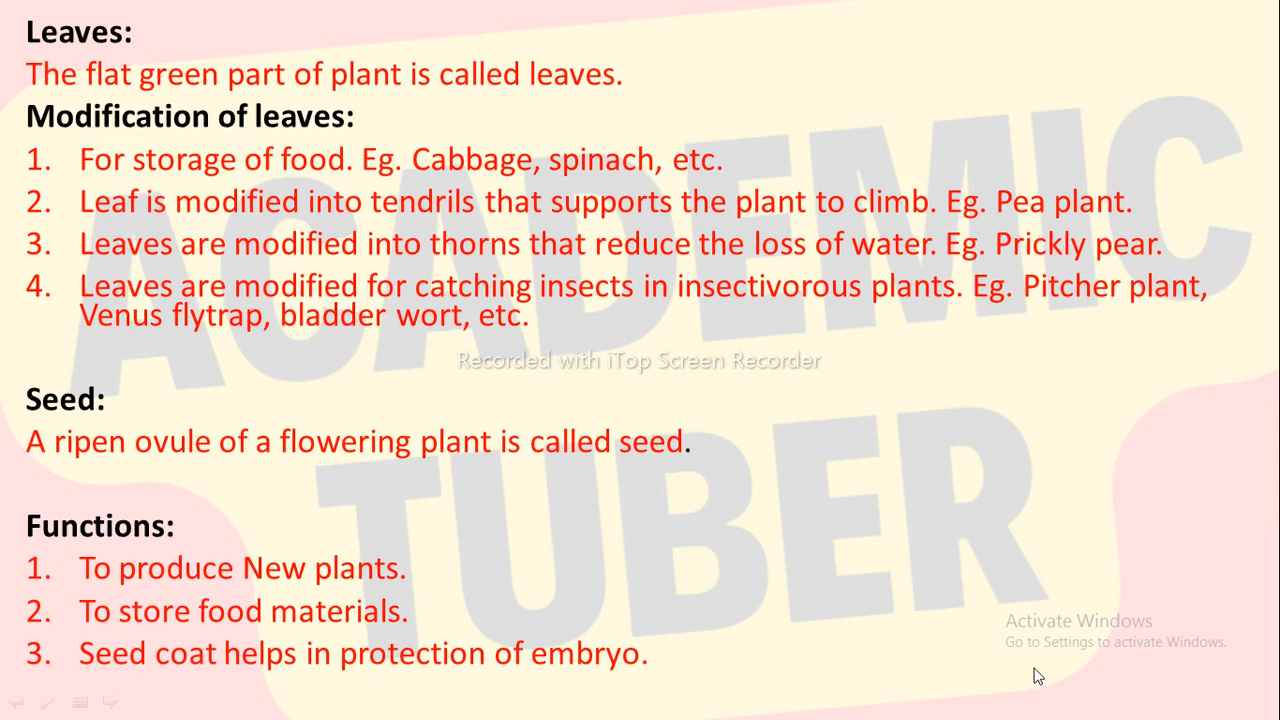 Leaves:
The flat green part of plant is called leaves.
Modification of leaves:
1. For storage of food. Eg. Cabbage, spinach, etc.
2. Leaf is modified into tendrils that supports the plant to climb. Eg. Pea plant.
3. Leaves are modified into thorns that reduce the loss of water. Eg. Prickly pear.
4. Leaves are modified for catching insects in insectivorous plants. Eg. Pitcher plant,
Venus flytrap, bladder wort, etc.
Recorded with iTop Screen Recorder
Seed:
A ripen ovule of a flowering plant is called seed.
Functions:
1. To produce New plants.
2. To store food materials.
3. Seed coat helps in protection of embryo.
ACADEMIC
TUBER
Activate Windows
Go to Settings to activate Windows.